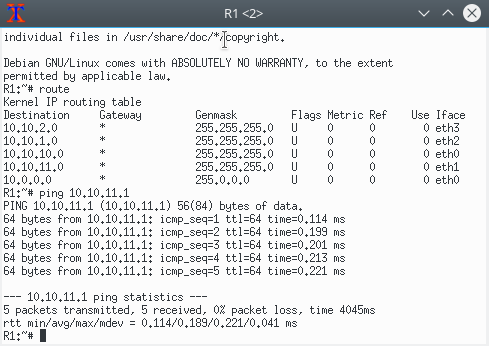 R1 <2>
individual files in /usr/share/doc/*/copyright.
Debian GNU/Linux comes with ABSOLUTELY NO WARRANTY, to the extent
permitted by applicable law.
R1:~# route
Kernel IP routing table
Destination     Gateway         Genmask         Flags Metric Ref    Use Iface
10.10.2.0       *               255.255.255.0   U     0      0        0 eth3
10.10.1.0       *               255.255.255.0   U     0      0        0 eth2
10.10.10.0      *               255.255.255.0   U     0      0        0 eth0
10.10.11.0      *               255.255.255.0   U     0      0        0 eth1
10.0.0.0        *               255.0.0.0       U     0      0        0 eth0
R1:~# ping 10.10.11.1
PING 10.10.11.1 (10.10.11.1) 56(84) bytes of data.
64 bytes from 10.10.11.1: icmp_seq=1 ttl=64 time=0.114 ms
64 bytes from 10.10.11.1: icmp_seq=2 ttl=64 time=0.199 ms
64 bytes from 10.10.11.1: icmp_seq=3 ttl=64 time=0.201 ms
64 bytes from 10.10.11.1: icmp_seq=4 ttl=64 time=0.213 ms
64 bytes from 10.10.11.1: icmp_seq=5 ttl=64 time=0.221 ms
--- 10.10.11.1 ping statistics ---
5 packets transmitted, 5 received, 0% packet loss, time 4045ms
rtt min/avg/max/mdev = 0.114/0.189/0.221/0.041 ms
R1:~#